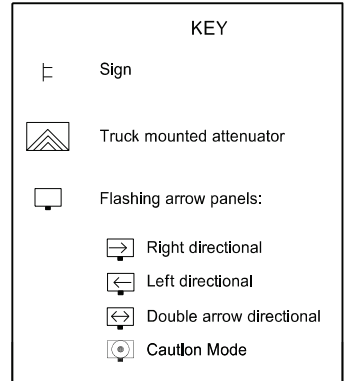 KEY
Sign
Truck mounted attenuator
Flashing arrow panels:
Right directional
Left directional
Double arrow directional
Caution Mode